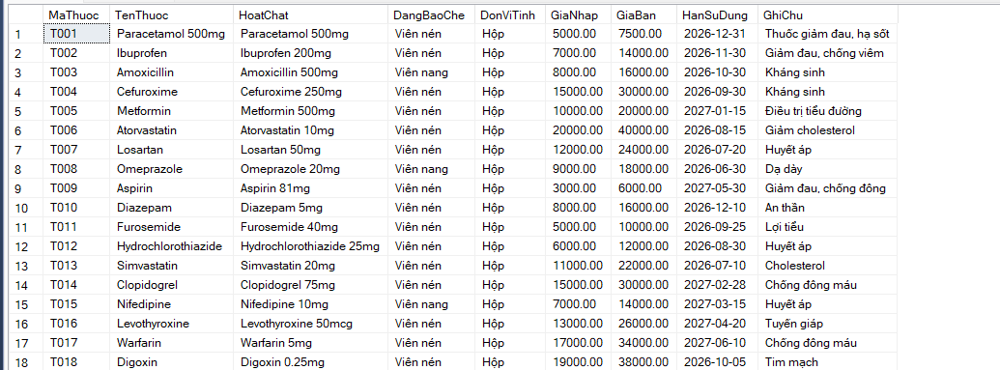 MaThuoc TenThuoc HoatChat DangBaoChe DonViTinh GiaNhap GiaBan HanSuDung GhiChu
1 T001 Paracetamol 500mg Paracetamol 500mg Viên nén Hộp 5000.00 7500.00 2026-12-31 Thuốc giảm đau, hạ sốt
2 T002 Ibuprofen Ibuprofen 200mg Viên nén Hộp 7000.00 14000.00 2026-11-30 Giảm đau, chống viêm
3 T003 Amoxicillin Amoxicillin 500mg Viên nang Hộp 8000.00 16000.00 2026-10-30 Kháng sinh
4 T004 Cefuroxime Cefuroxime 250mg Viên nén Hộp 15000.00 30000.00 2026-09-30 Kháng sinh
5 T005 Metformin Metformin 500mg Viên nén Hộp 10000.00 20000.00 2027-01-15 Điều trị tiểu đường
6 T006 Atorvastatin Atorvastatin 10mg Viên nén Hộp 20000.00 40000.00 2026-08-15 Giảm cholesterol
7 T007 Losartan Losartan 50mg Viên nén Hộp 12000.00 24000.00 2026-07-20 Huyết áp
8 T008 Omeprazole Omeprazole 20mg Viên nang Hộp 9000.00 18000.00 2026-06-30 Dạ dày
9 T009 Aspirin Aspirin 81mg Viên nén Hộp 3000.00 6000.00 2027-05-30 Giảm đau, chống đông
10 T010 Diazepam Diazepam 5mg Viên nén Hộp 8000.00 16000.00 2026-12-10 An thần
11 T011 Furosemide Furosemide 40mg Viên nén Hộp 5000.00 10000.00 2026-09-25 Lợi tiểu
12 T012 Hydrochlorothiazide Hydrochlorothiazide 25mg Viên nén Hộp 6000.00 12000.00 2026-08-30 Huyết áp
13 T013 Simvastatin Simvastatin 20mg Viên nén Hộp 11000.00 22000.00 2026-07-10 Cholesterol
14 T014 Clopidogrel Clopidogrel 75mg Viên nén Hộp 15000.00 30000.00 2027-02-28 Chống đông máu
15 T015 Nifedipine Nifedipine 10mg Viên nang Hộp 7000.00 14000.00 2027-03-15 Huyết áp
16 T016 Levothyroxine Levothyroxine 50mcg Viên nén Hộp 13000.00 26000.00 2027-04-20 Tuyến giáp
17 T017 Warfarin Warfarin 5mg Viên nén Hộp 17000.00 34000.00 2027-06-10 Chống đông máu
18 T018 Digoxin Digoxin 0.25mg Viên nén Hộp 19000.00 38000.00 2026-10-05 Tim mạch